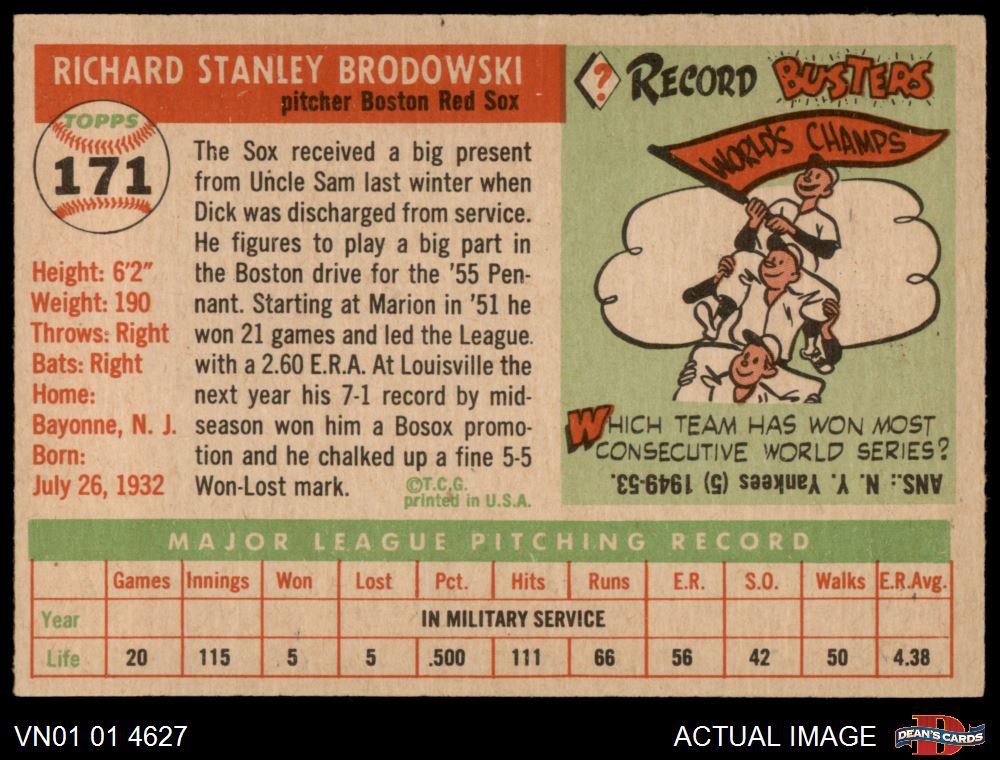 RICHARD STANLEY BRODOWSKI
pitcher Boston Red Sox
TOPPS
171
Height: 6'2"
Weight: 190
Throws: Right
Bats: Right
Home:
Bayonne, N. J.
Born:
July 26, 1932
The Sox received a big present
from Uncle Sam last winter when
Dick was discharged from service.
He figures to play a big part in
the Boston drive for the '55 Pen-
nant. Starting at Marion in '51 he
won 21 games and led the League
with a 2.60 E.R.A. At Louisville the
next year his 7-1 record by mid-
season won him a Bosox promo-
tion and he chalked up a fine 5-5
Won-Lost mark.
©T.C.G.
printed in U.S.A.
? RECORD BUSTERS
WORLD'S CHAMPS
WHICH TEAM HAS WON MOST
CONSECUTIVE WORLD SERIES?
ANS.: N. Y. Yankees (5) 1949-53.
MAJOR LEAGUE PITCHING RECORD
Games Innings Won Lost Pct. Hits Runs E.R. S.O. Walks E.R.Avg.
Year IN MILITARY SERVICE
Life 20 115 5 5 .500 111 66 56 42 50 4.38
VN01 01 4627
ACTUAL IMAGE
D
DEAN'S CARDS